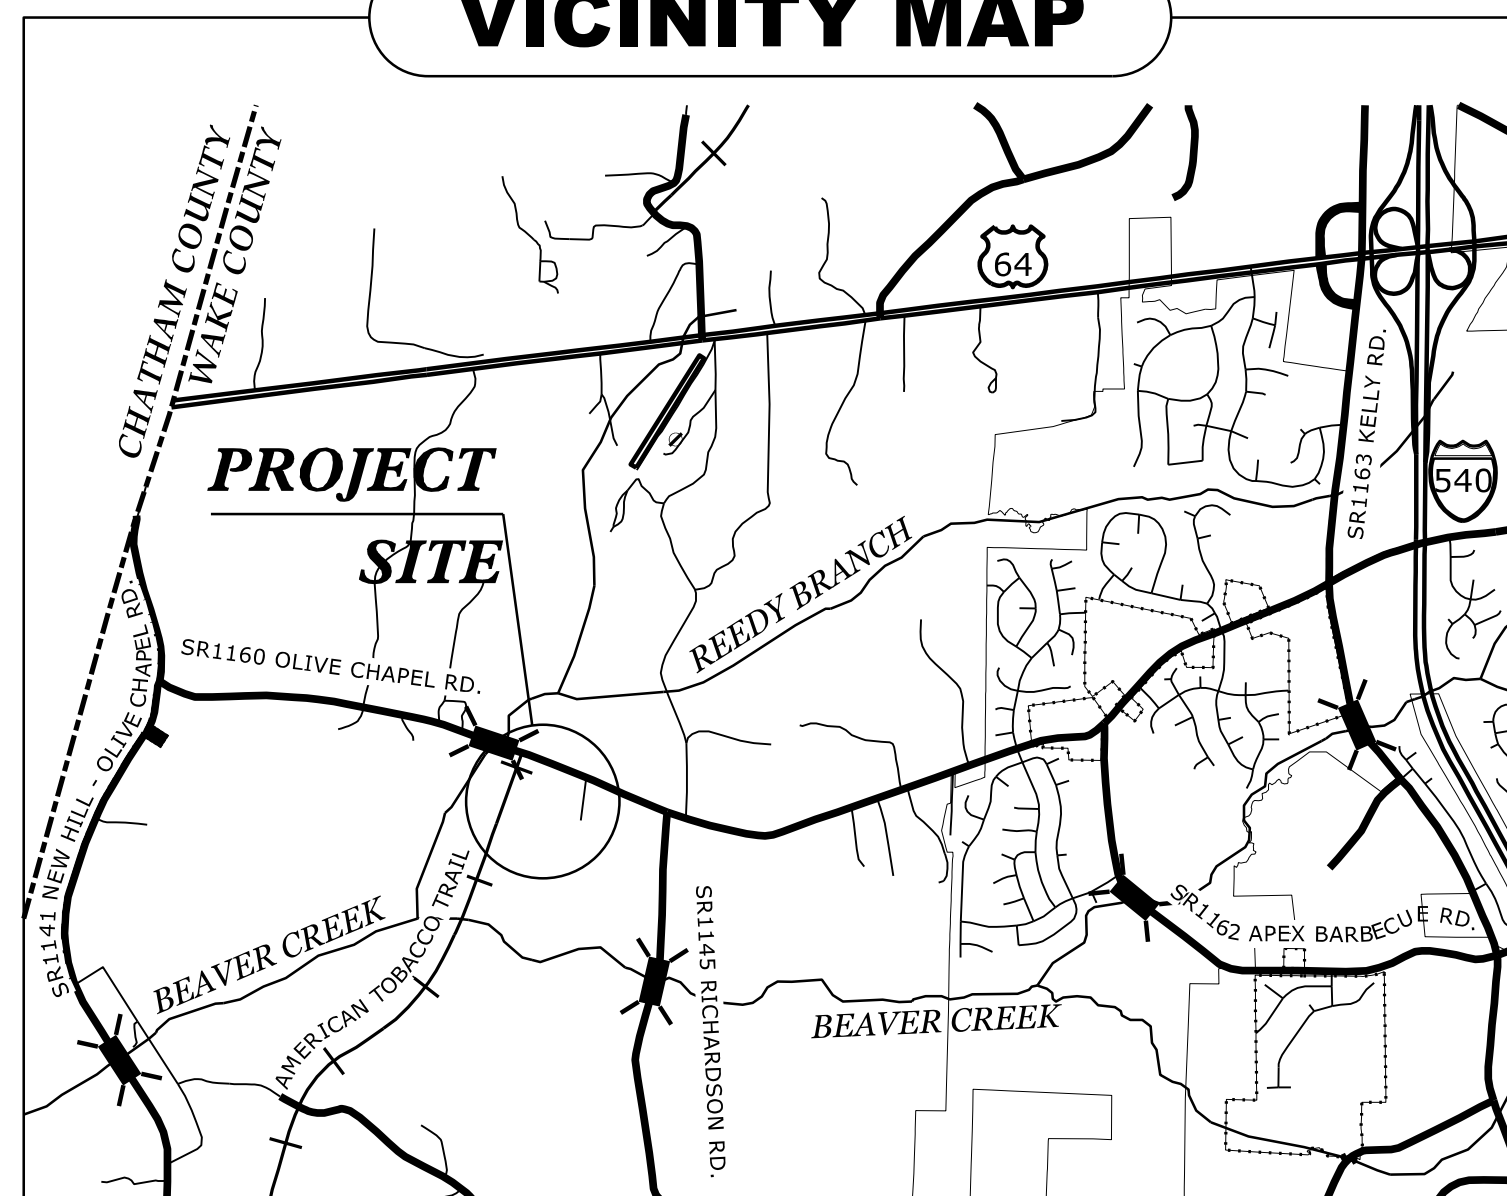 VICINITY MAP
CHATHAM COUNTY
WAKE COUNTY
64
SR1163 KELLY RD.
540
PROJECT
SITE
REEDY BRANCH
SR1160 OLIVE CHAPEL RD.
SR1141 NEW HILL - OLIVE CHAPEL RD.
BEAVER CREEK
AMERICAN TOBACCO TRAIL
SR1145 RICHARDSON RD.
SR1162 APEX BARBECUE RD.
BEAVER CREEK